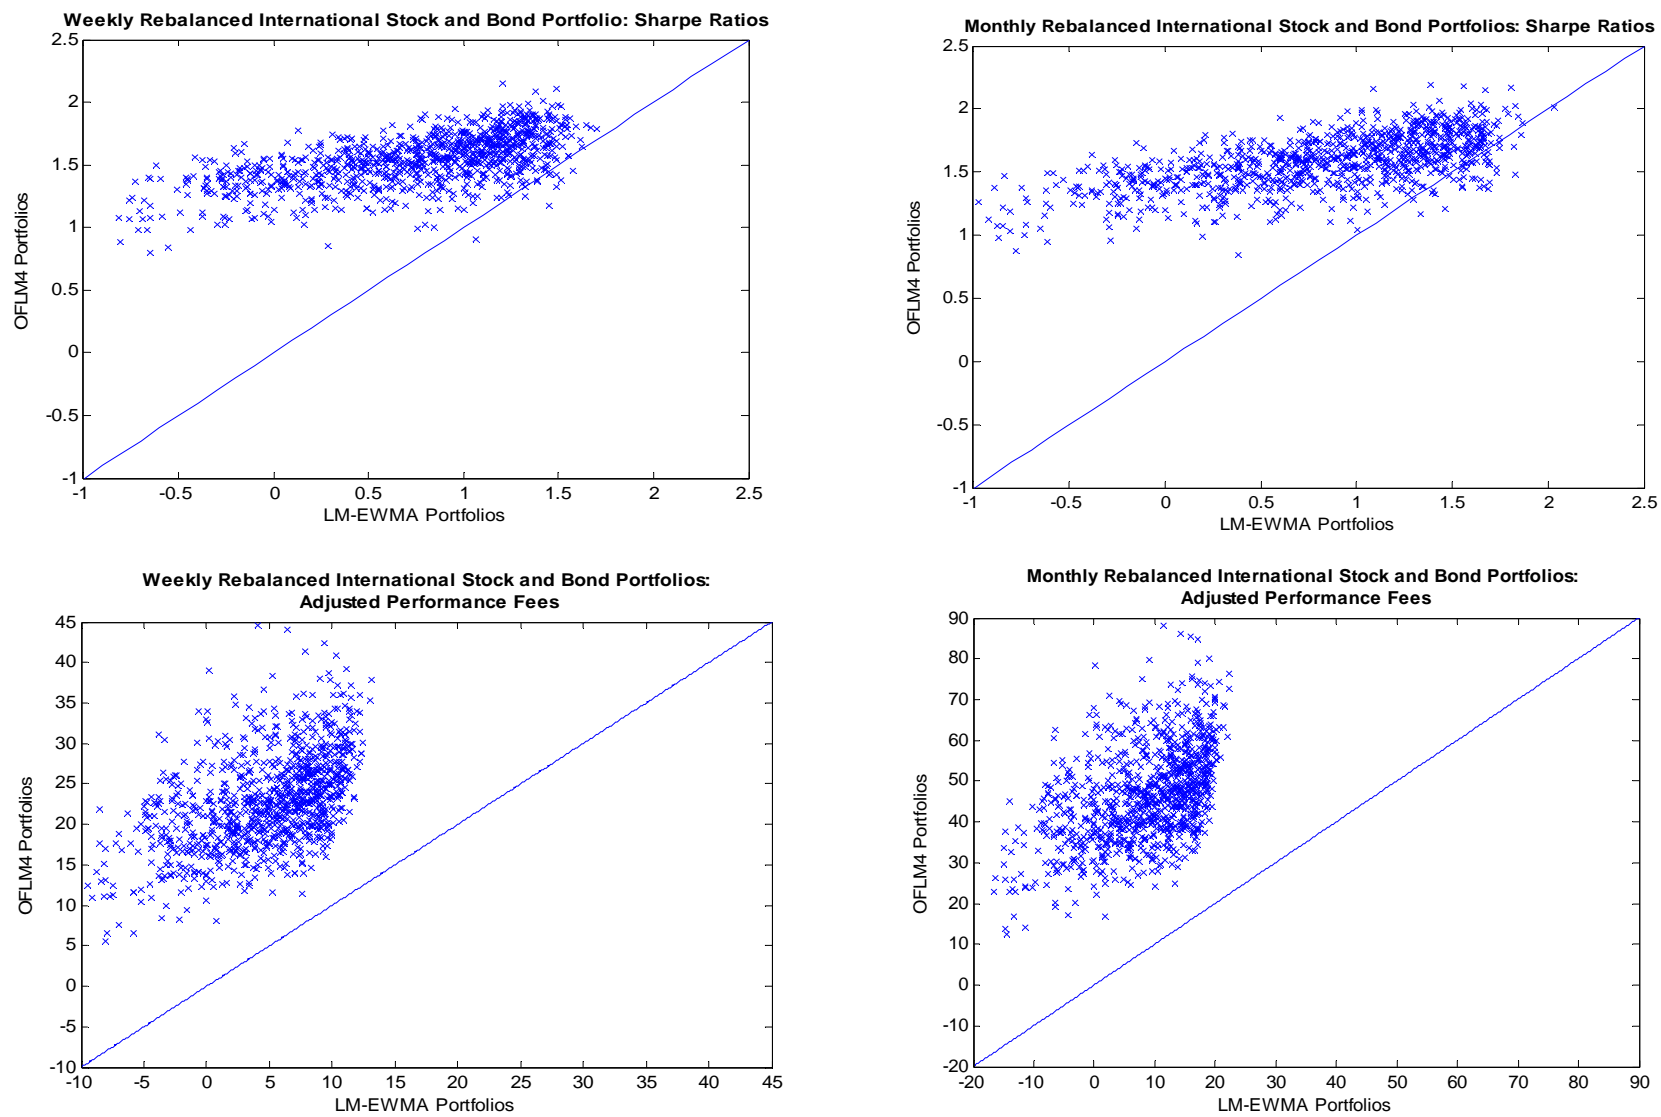 Weekly Rebalanced International Stock and Bond Portfolio: Sharpe Ratios
2.5
2
1.5
1
0.5
0
-0.5
-1
OFLM4 Portfolios
-1 -0.5 0 0.5 1 1.5 2 2.5
LM-EWMA Portfolios
Monthly Rebalanced International Stock and Bond Portfolios: Sharpe Ratios
2.5
2
1.5
1
0.5
0
-0.5
-1
OFLM4 Portfolios
-1 -0.5 0 0.5 1 1.5 2 2.5
LM-EWMA Portfolios
Weekly Rebalanced International Stock and Bond Portfolios:
Adjusted Performance Fees
45
40
35
30
25
20
15
10
5
0
-5
-10
OFLM4 Portfolios
-10 -5 0 5 10 15 20 25 30 35 40 45
LM-EWMA Portfolios
Monthly Rebalanced International Stock and Bond Portfolios:
Adjusted Performance Fees
90
80
70
60
50
40
30
20
10
0
-10
-20
OFLM4 Portfolios
-20 -10 0 10 20 30 40 50 60 70 80 90
LM-EWMA Portfolios